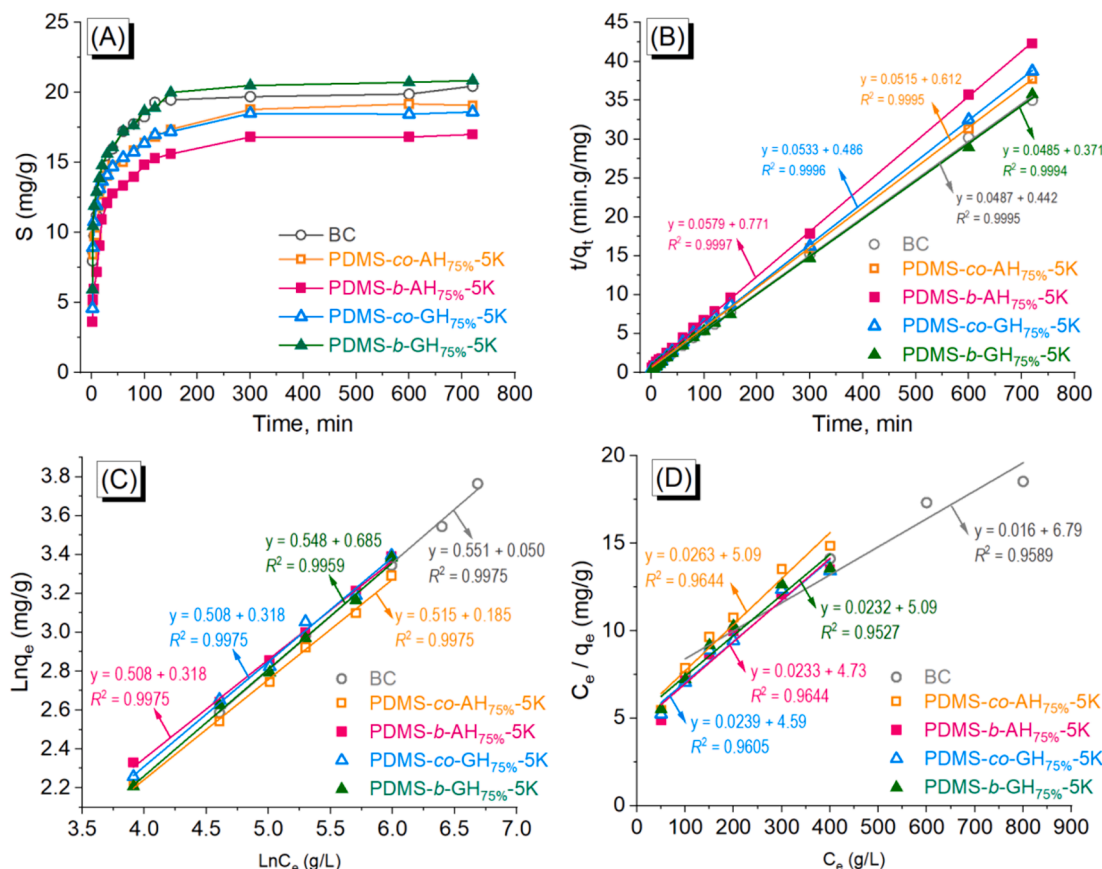 (A)
25
20
15
10
5
0
S (mg/g)
BC
PDMS-co-AH75%-5K
PDMS-b-AH75%-5K
PDMS-co-GH75%-5K
PDMS-b-GH75%-5K
0 100 200 300 400 500 600 700 800
Time, min
(B)
45
40
35
30
25
20
15
10
5
0
t/qt (min.g/mg)
y = 0.0515 + 0.612
R2 = 0.9995
y = 0.0533 + 0.486
R2 = 0.9996
y = 0.0485 + 0.371
R2 = 0.9994
y = 0.0487 + 0.442
R2 = 0.9995
y = 0.0579 + 0.771
R2 = 0.9997
BC
PDMS-co-AH75%-5K
PDMS-b-AH75%-5K
PDMS-co-GH75%-5K
PDMS-b-GH75%-5K
0 100 200 300 400 500 600 700 800
Time, min
(C)
3.8
3.6
3.4
3.2
3.0
2.8
2.6
2.4
2.2
Lnqe (mg/g)
y = 0.548 + 0.685
R2 = 0.9959
y = 0.551 + 0.050
R2 = 0.9975
y = 0.508 + 0.318
R2 = 0.9975
y = 0.515 + 0.185
R2 = 0.9975
y = 0.508 + 0.318
R2 = 0.9975
BC
PDMS-co-AH75%-5K
PDMS-b-AH75%-5K
PDMS-co-GH75%-5K
PDMS-b-GH75%-5K
3.5 4.0 4.5 5.0 5.5 6.0 6.5 7.0
LnCe (g/L)
(D)
20
15
10
5
0
Ce / qe (mg/g)
y = 0.016 + 6.79
R2 = 0.9589
y = 0.0263 + 5.09
R2 = 0.9644
y = 0.0232 + 5.09
R2 = 0.9527
y = 0.0233 + 4.73
R2 = 0.9644
y = 0.0239 + 4.59
R2 = 0.9605
BC
PDMS-co-AH75%-5K
PDMS-b-AH75%-5K
PDMS-co-GH75%-5K
PDMS-b-GH75%-5K
0 100 200 300 400 500 600 700 800 900
Ce (g/L)